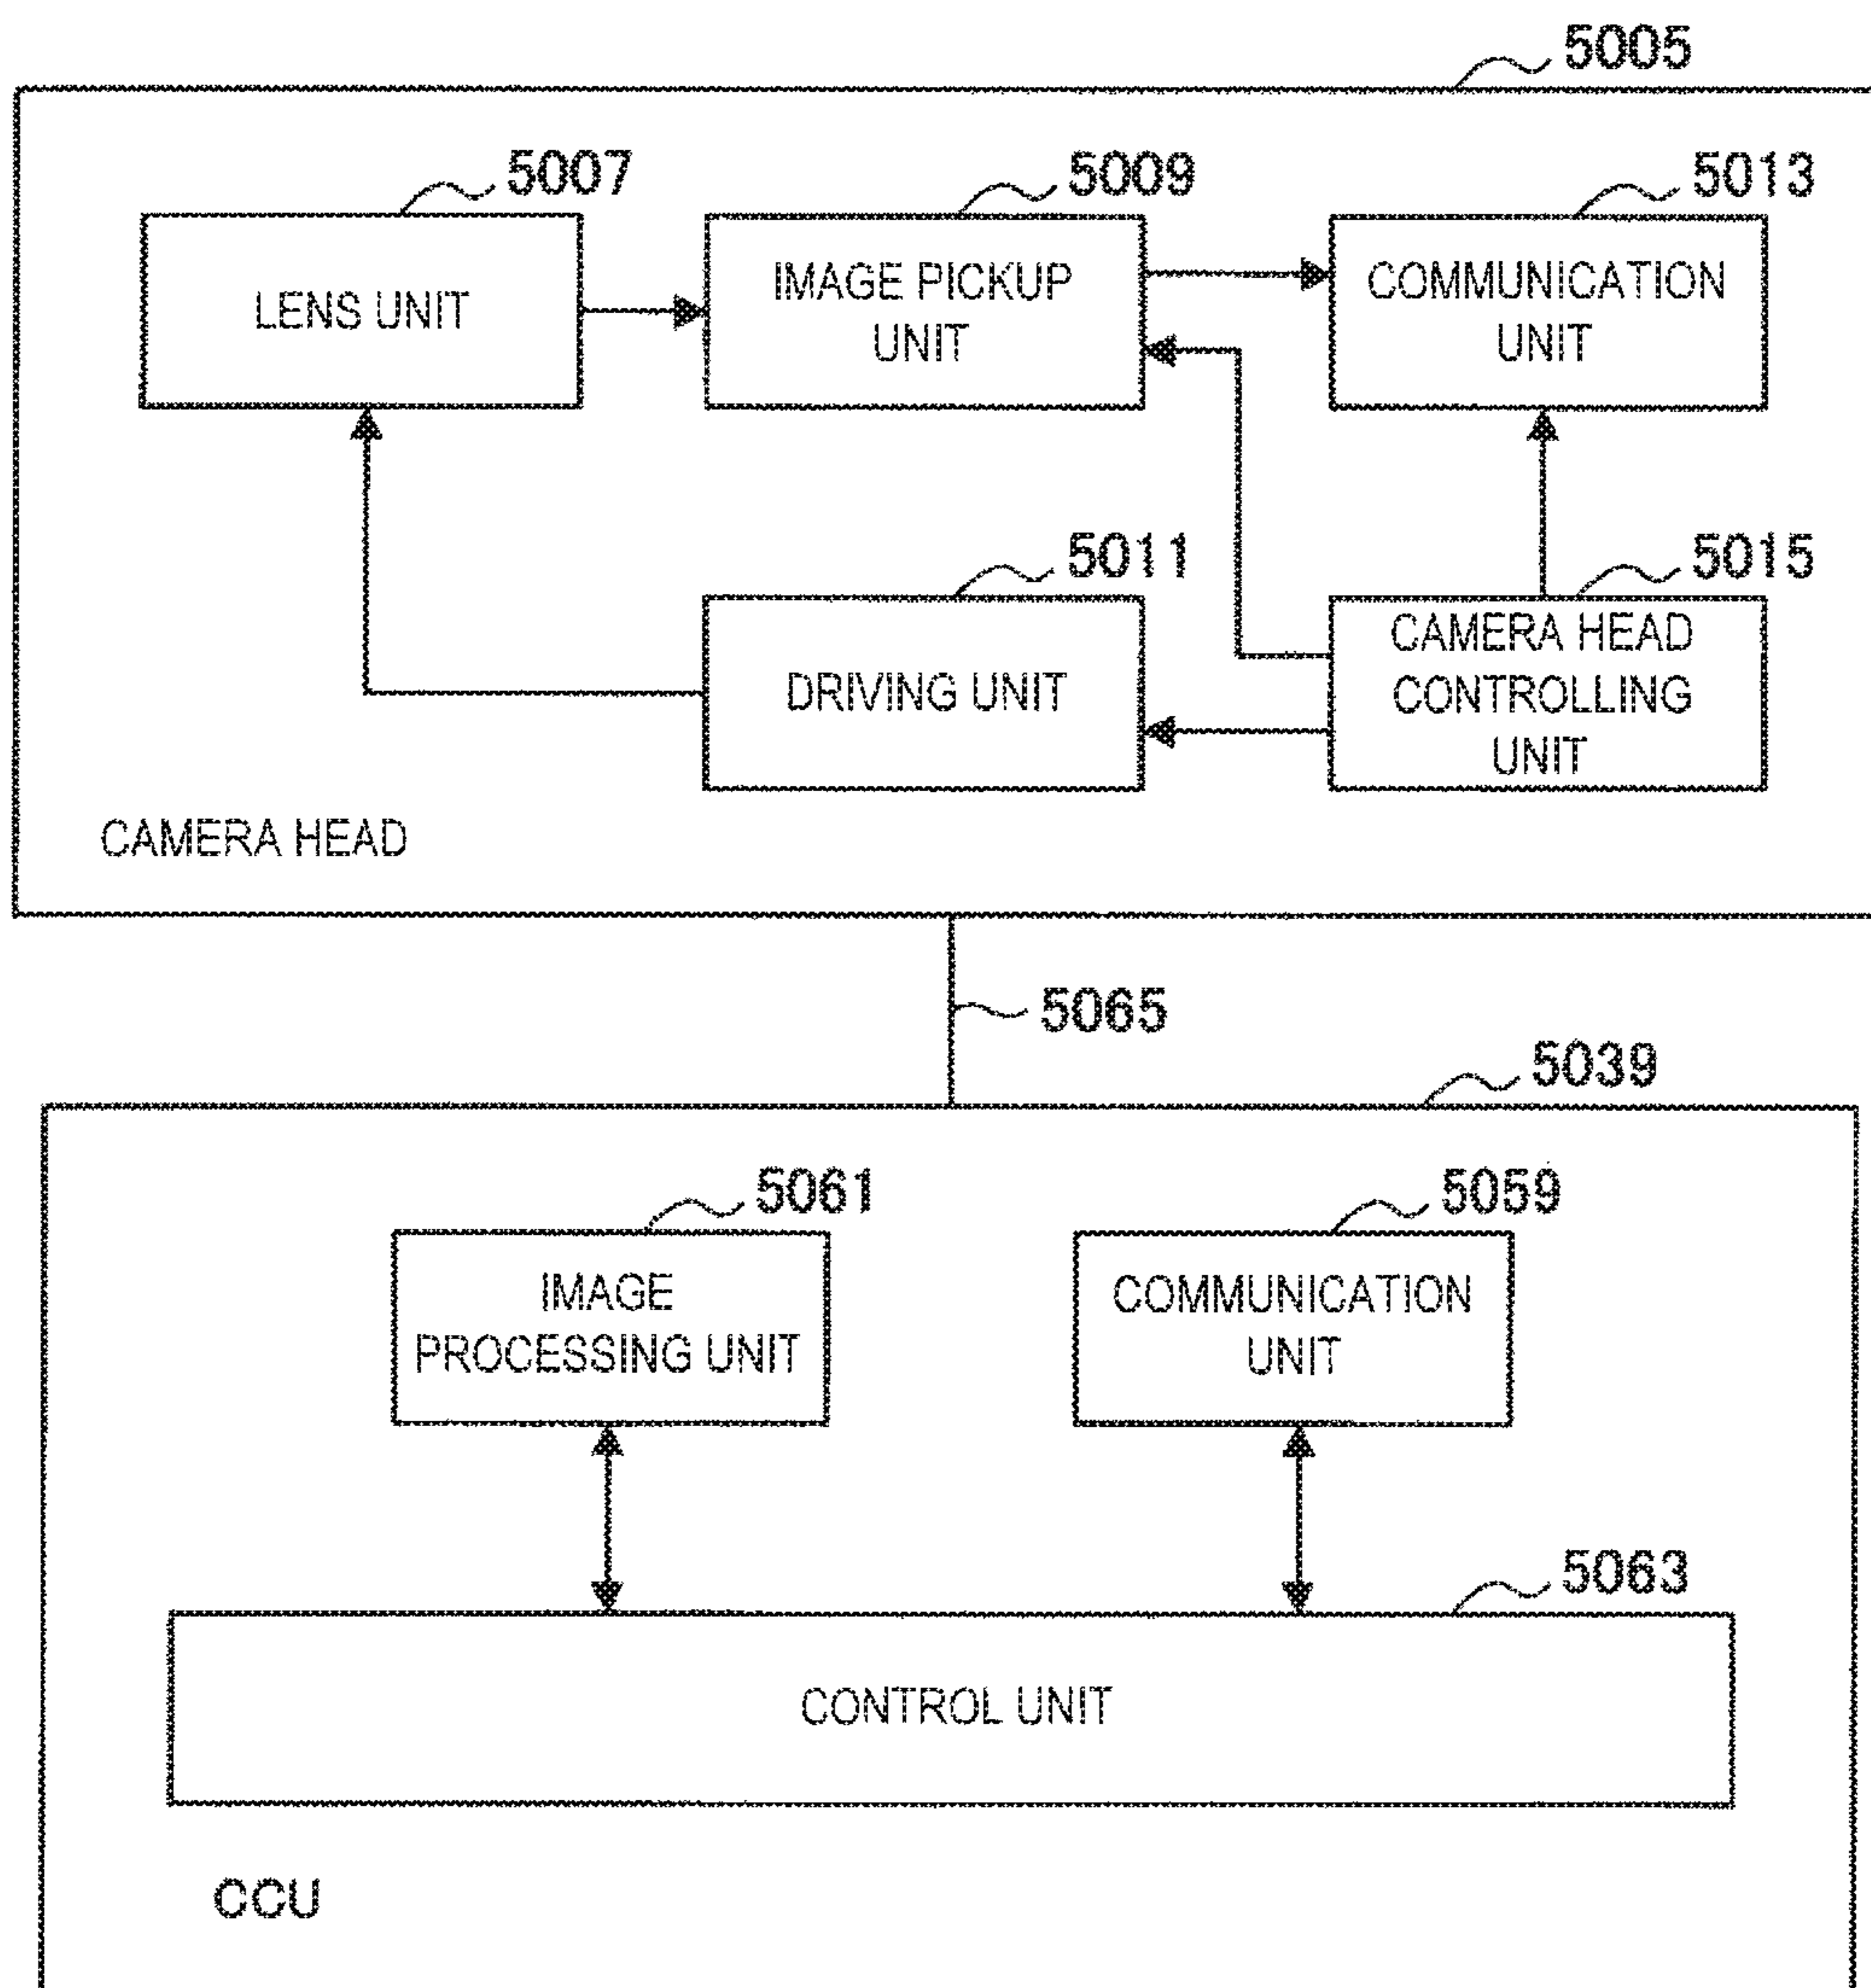 5005
5007
5009
5013
LENS UNIT
IMAGE PICKUP
UNIT
COMMUNICATION
UNIT
5011
5015
DRIVING UNIT
CAMERA HEAD
CONTROLLING
UNIT
CAMERA HEAD
5065
5039
5061
5059
IMAGE
PROCESSING UNIT
COMMUNICATION
UNIT
5063
CONTROL UNIT
CCU